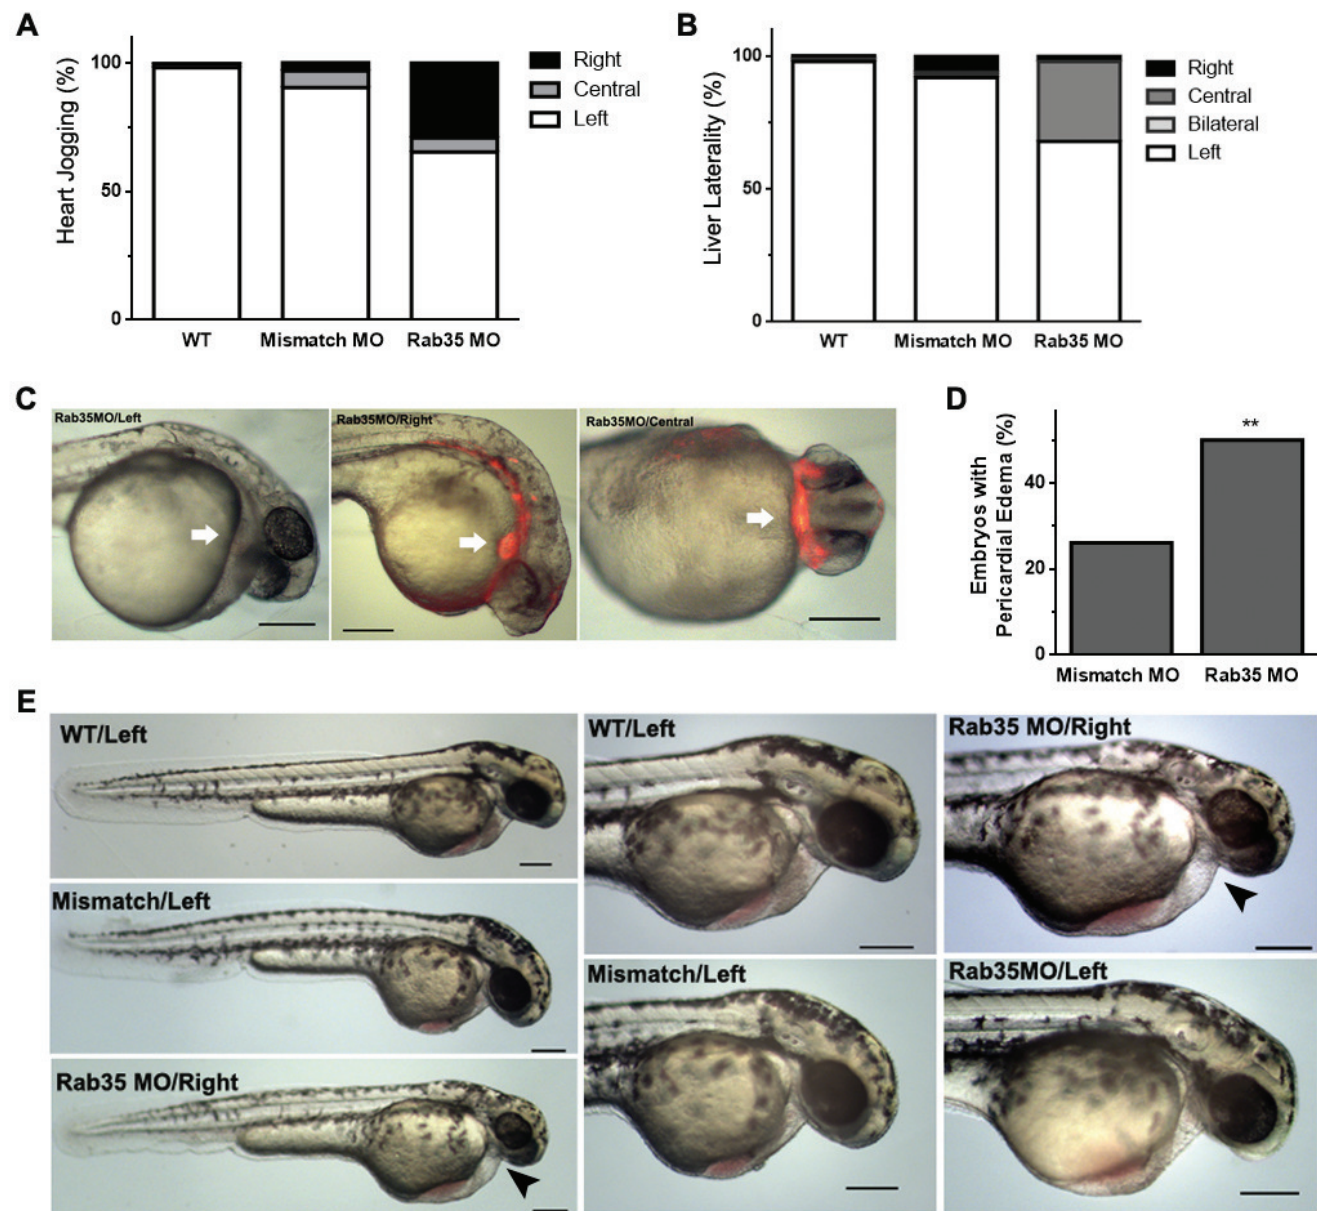 A
Heart Jogging (%)
100
50
0
WT
Mismatch MO
Rab35 MO
Right
Central
Left
B
Liver Laterality (%)
100
50
0
WT
Mismatch MO
Rab35 MO
Right
Central
Bilateral
Left
C
Rab35MO/Left
Rab35MO/Right
Rab35MO/Central
D
Embryos with
Pericardial Edema (%)
40
20
0
**
Mismatch MO
Rab35 MO
E
WT/Left
Mismatch/Left
Rab35 MO/Right
WT/Left
Mismatch/Left
Rab35 MO/Right
Rab35MO/Left